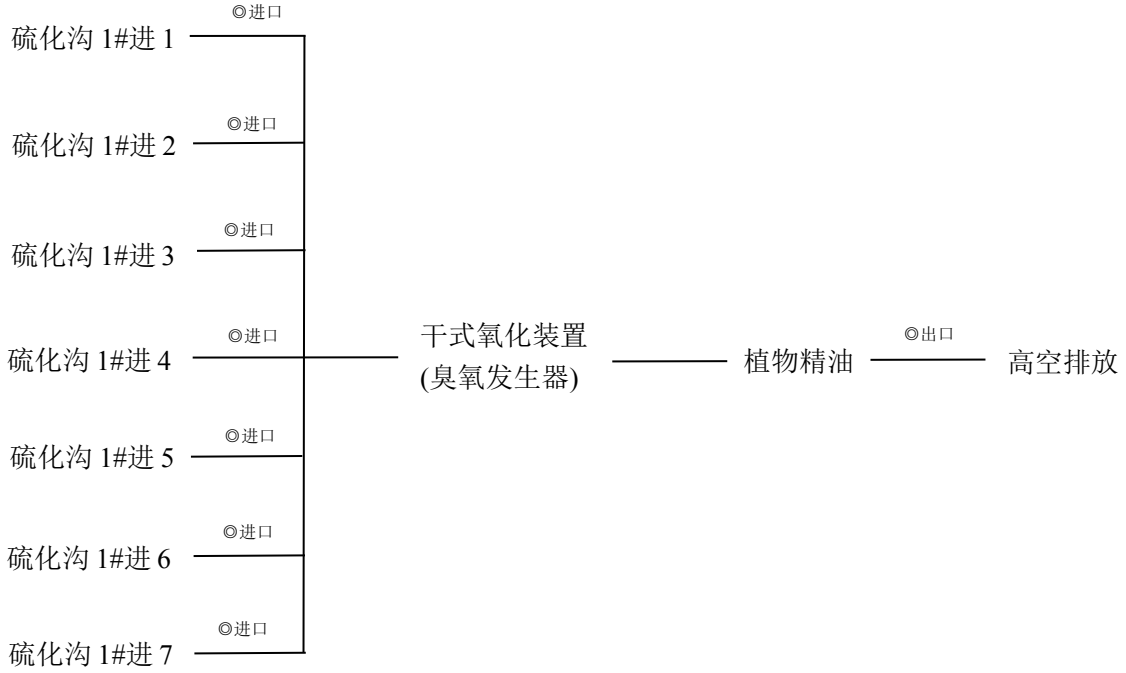 ◎进口
硫化沟 1#进 1
◎进口
硫化沟 1#进 2
◎进口
硫化沟 1#进 3
◎进口
硫化沟 1#进 4
干式氧化装置
(臭氧发生器)
植物精油
◎出口
高空排放
◎进口
硫化沟 1#进 5
◎进口
硫化沟 1#进 6
◎进口
硫化沟 1#进 7